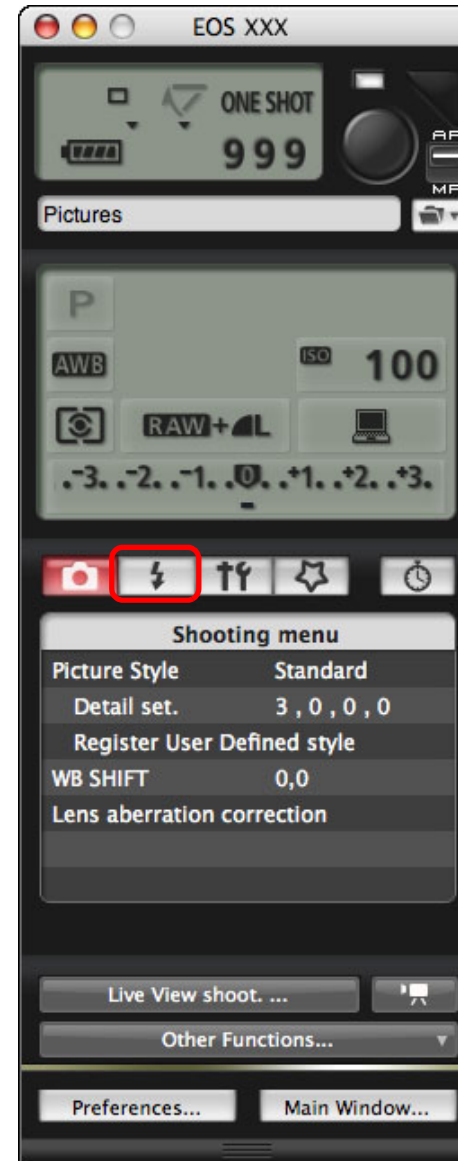 EOS XXX
ONE SHOT
999
AF
MF
Pictures
P
AWB
ISO 100
RAW+L
.-3. .-2. .-1. .0. .+1. .+2. .+3.
Shooting menu
Picture Style Standard
Detail set. 3 , 0 , 0 , 0
Register User Defined style
WB SHIFT 0,0
Lens aberration correction
Live View shoot. ...
Other Functions...
Preferences... Main Window...